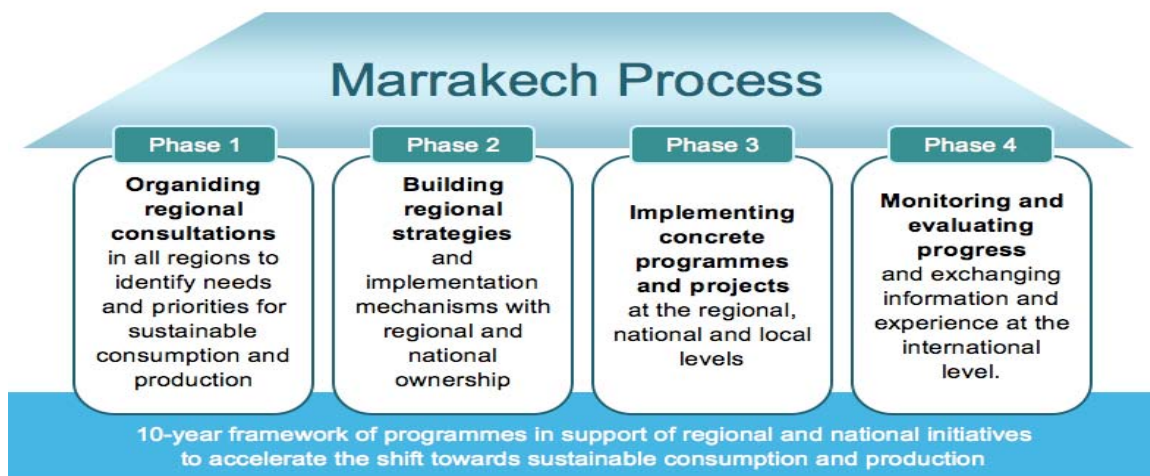 Marrakech Process
Phase 1
Organiding
regional
consultations
in all regions to
identify needs
and priorities for
sustainable
consumption and
production
Phase 2
Building
regional
strategies
and
implementation
mechanisms with
regional and
national
ownership
Phase 3
Implementing
concrete
programmes
and projects
at the regional,
national and local
levels
Phase 4
Monitoring and
evaluating
progress
and exchanging
information and
experience at the
international
level.
10-year framework of programmes in support of regional and national initiatives
to accelerate the shift towards sustainable consumption and production